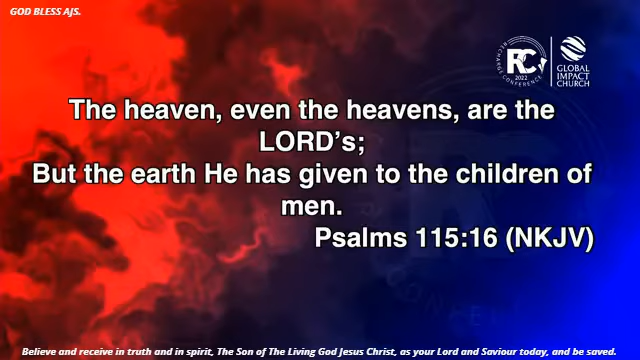 GOD BLESS AJS.
RECHARGE CONFERENCE
RC
2022
GLOBAL
IMPACT
CHURCH
The heaven, even the heavens, are the
LORD's;
But the earth He has given to the children of
men.
Psalms 115:16 (NKJV)
Believe and receive in truth and in spirit, The Son of The Living God Jesus Christ, as your Lord and Saviour today, and be saved.